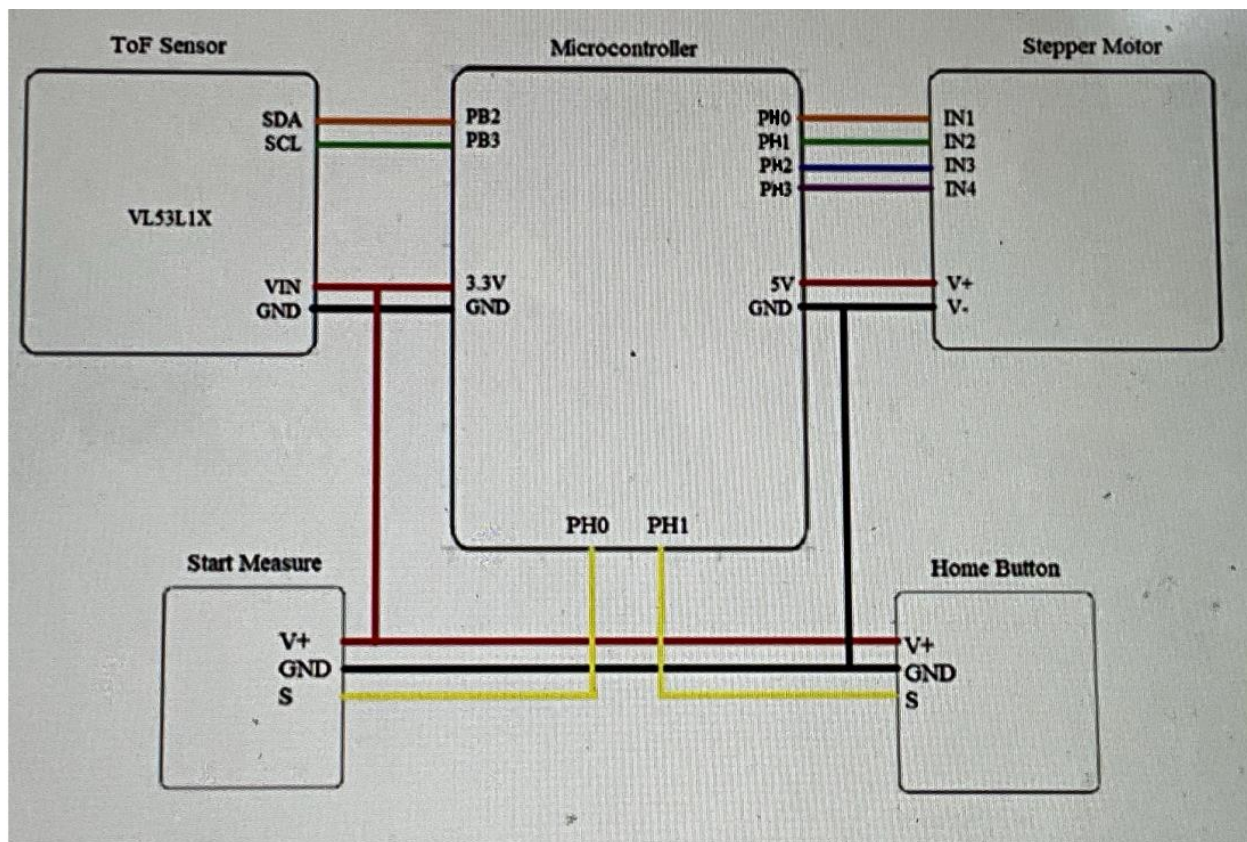 ToF Sensor
Microcontroller
Stepper Motor
SDA
SCL
PB2
PB3
PH0
PH1
PH2
PH3
IN1
IN2
IN3
IN4
VL53L1X
VIN
GND
3.3V
GND
5V
GND
V+
V-
PH0 PH1
Start Measure
Home Button
V+
GND
S
V+
GND
S